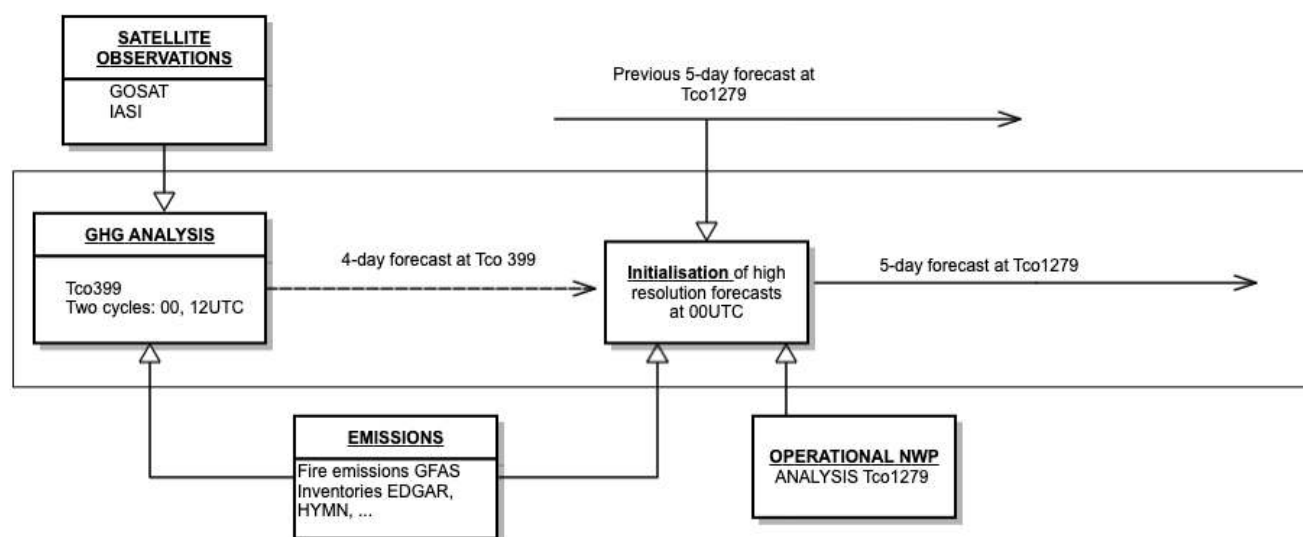 SATELLITE
OBSERVATIONS
GOSAT
IASI
Previous 5-day forecast at
Tco1279
GHG ANALYSIS
Tco399
Two cycles: 00, 12UTC
4-day forecast at Tco 399
Initialisation of high
resolution forecasts
at 00UTC
5-day forecast at Tco1279
EMISSIONS
Fire emissions GFAS
Inventories EDGAR,
HYMN, ...
OPERATIONAL NWP
ANALYSIS Tco1279